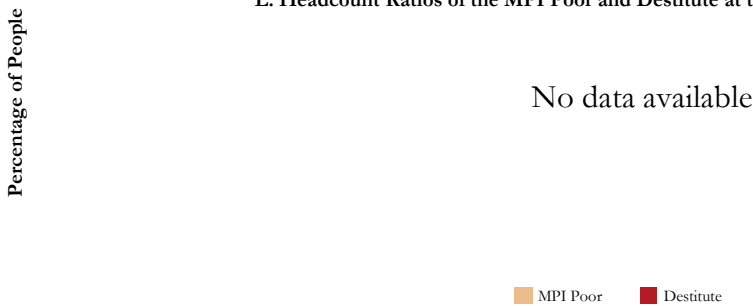 E. Headcount Ratios of the MPI Poor and Destitute at t
Percentage of People
No data available
MPI Poor
Destitute